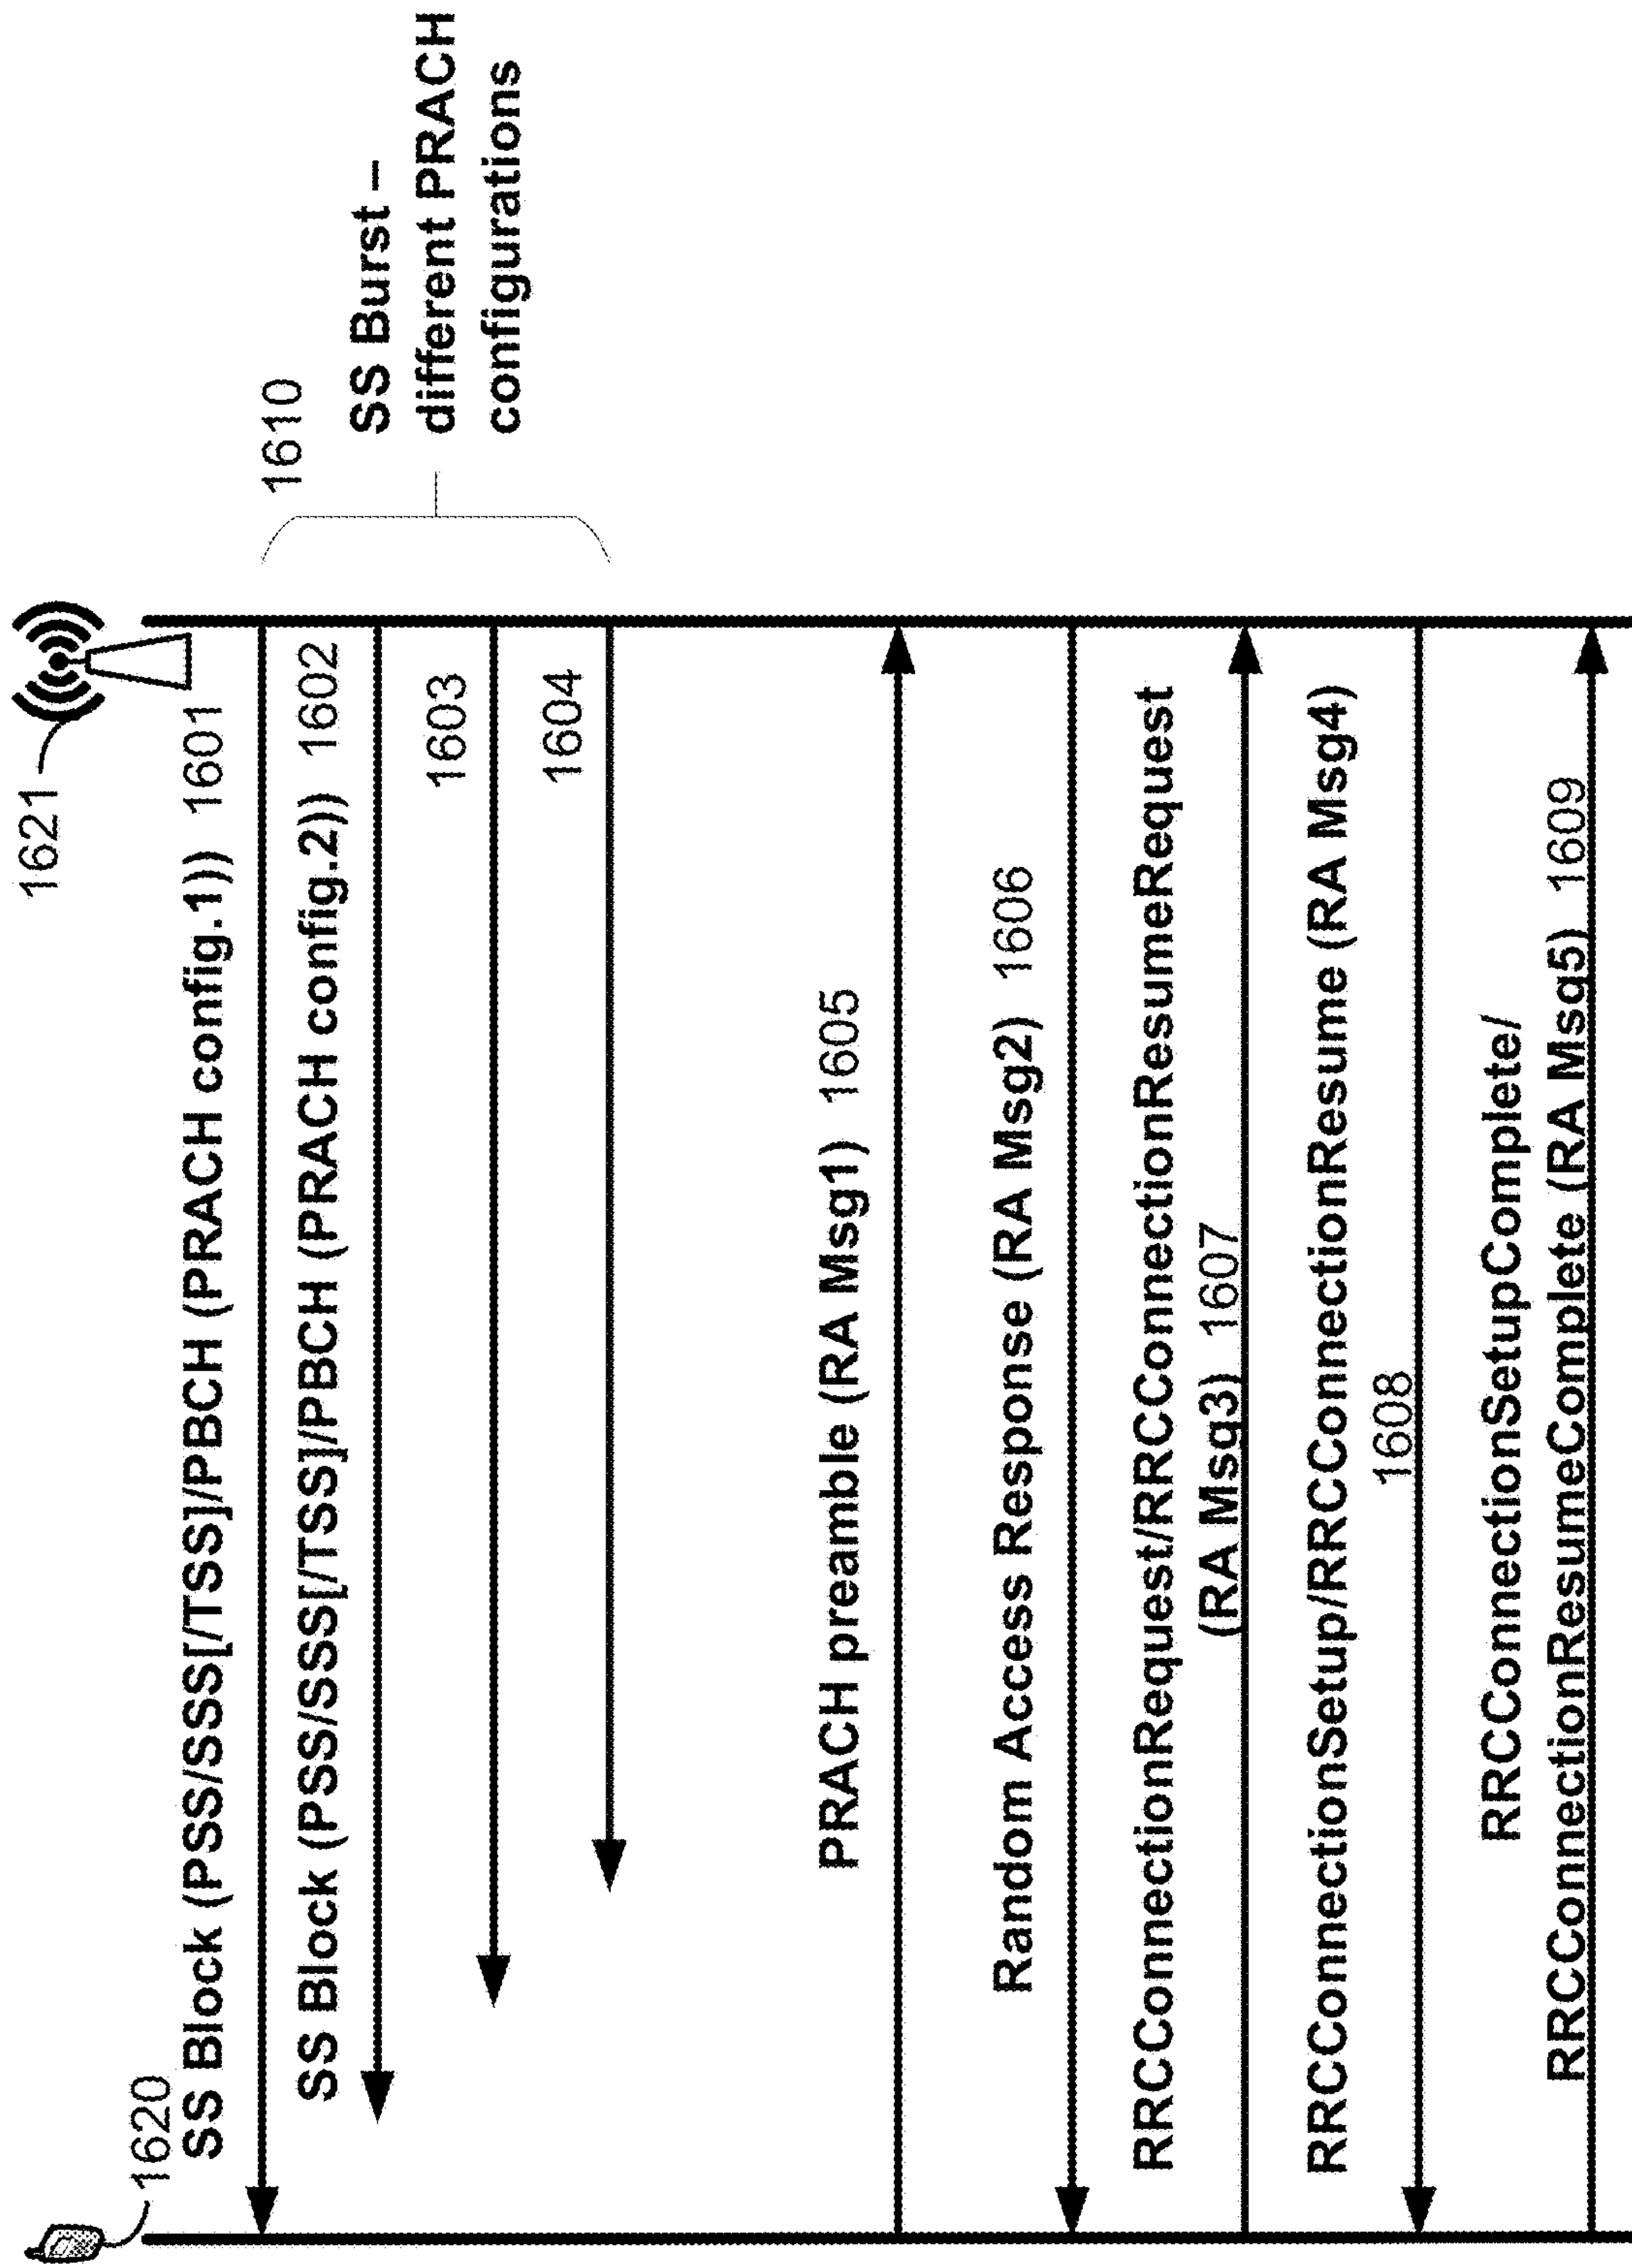 1620
1621
SS Block (PSS/SSS[/TSS]/PBCH (PRACH config.1)) 1601
SS Block (PSS/SSS[/TSS]/PBCH (PRACH config.2)) 1602
1603
1604
1610
SS Burst –
different PRACH
configurations
PRACH preamble (RA Msg1) 1605
Random Access Response (RA Msg2) 1606
RRCConnectionRequest/RRCConnectionResumeRequest
(RA Msg3) 1607
RRCConnectionSetup/RRCConnectionResume (RA Msg4)
1608
RRCConnectionSetupComplete/
RRCConnectionResumeComplete (RA Msg5) 1609